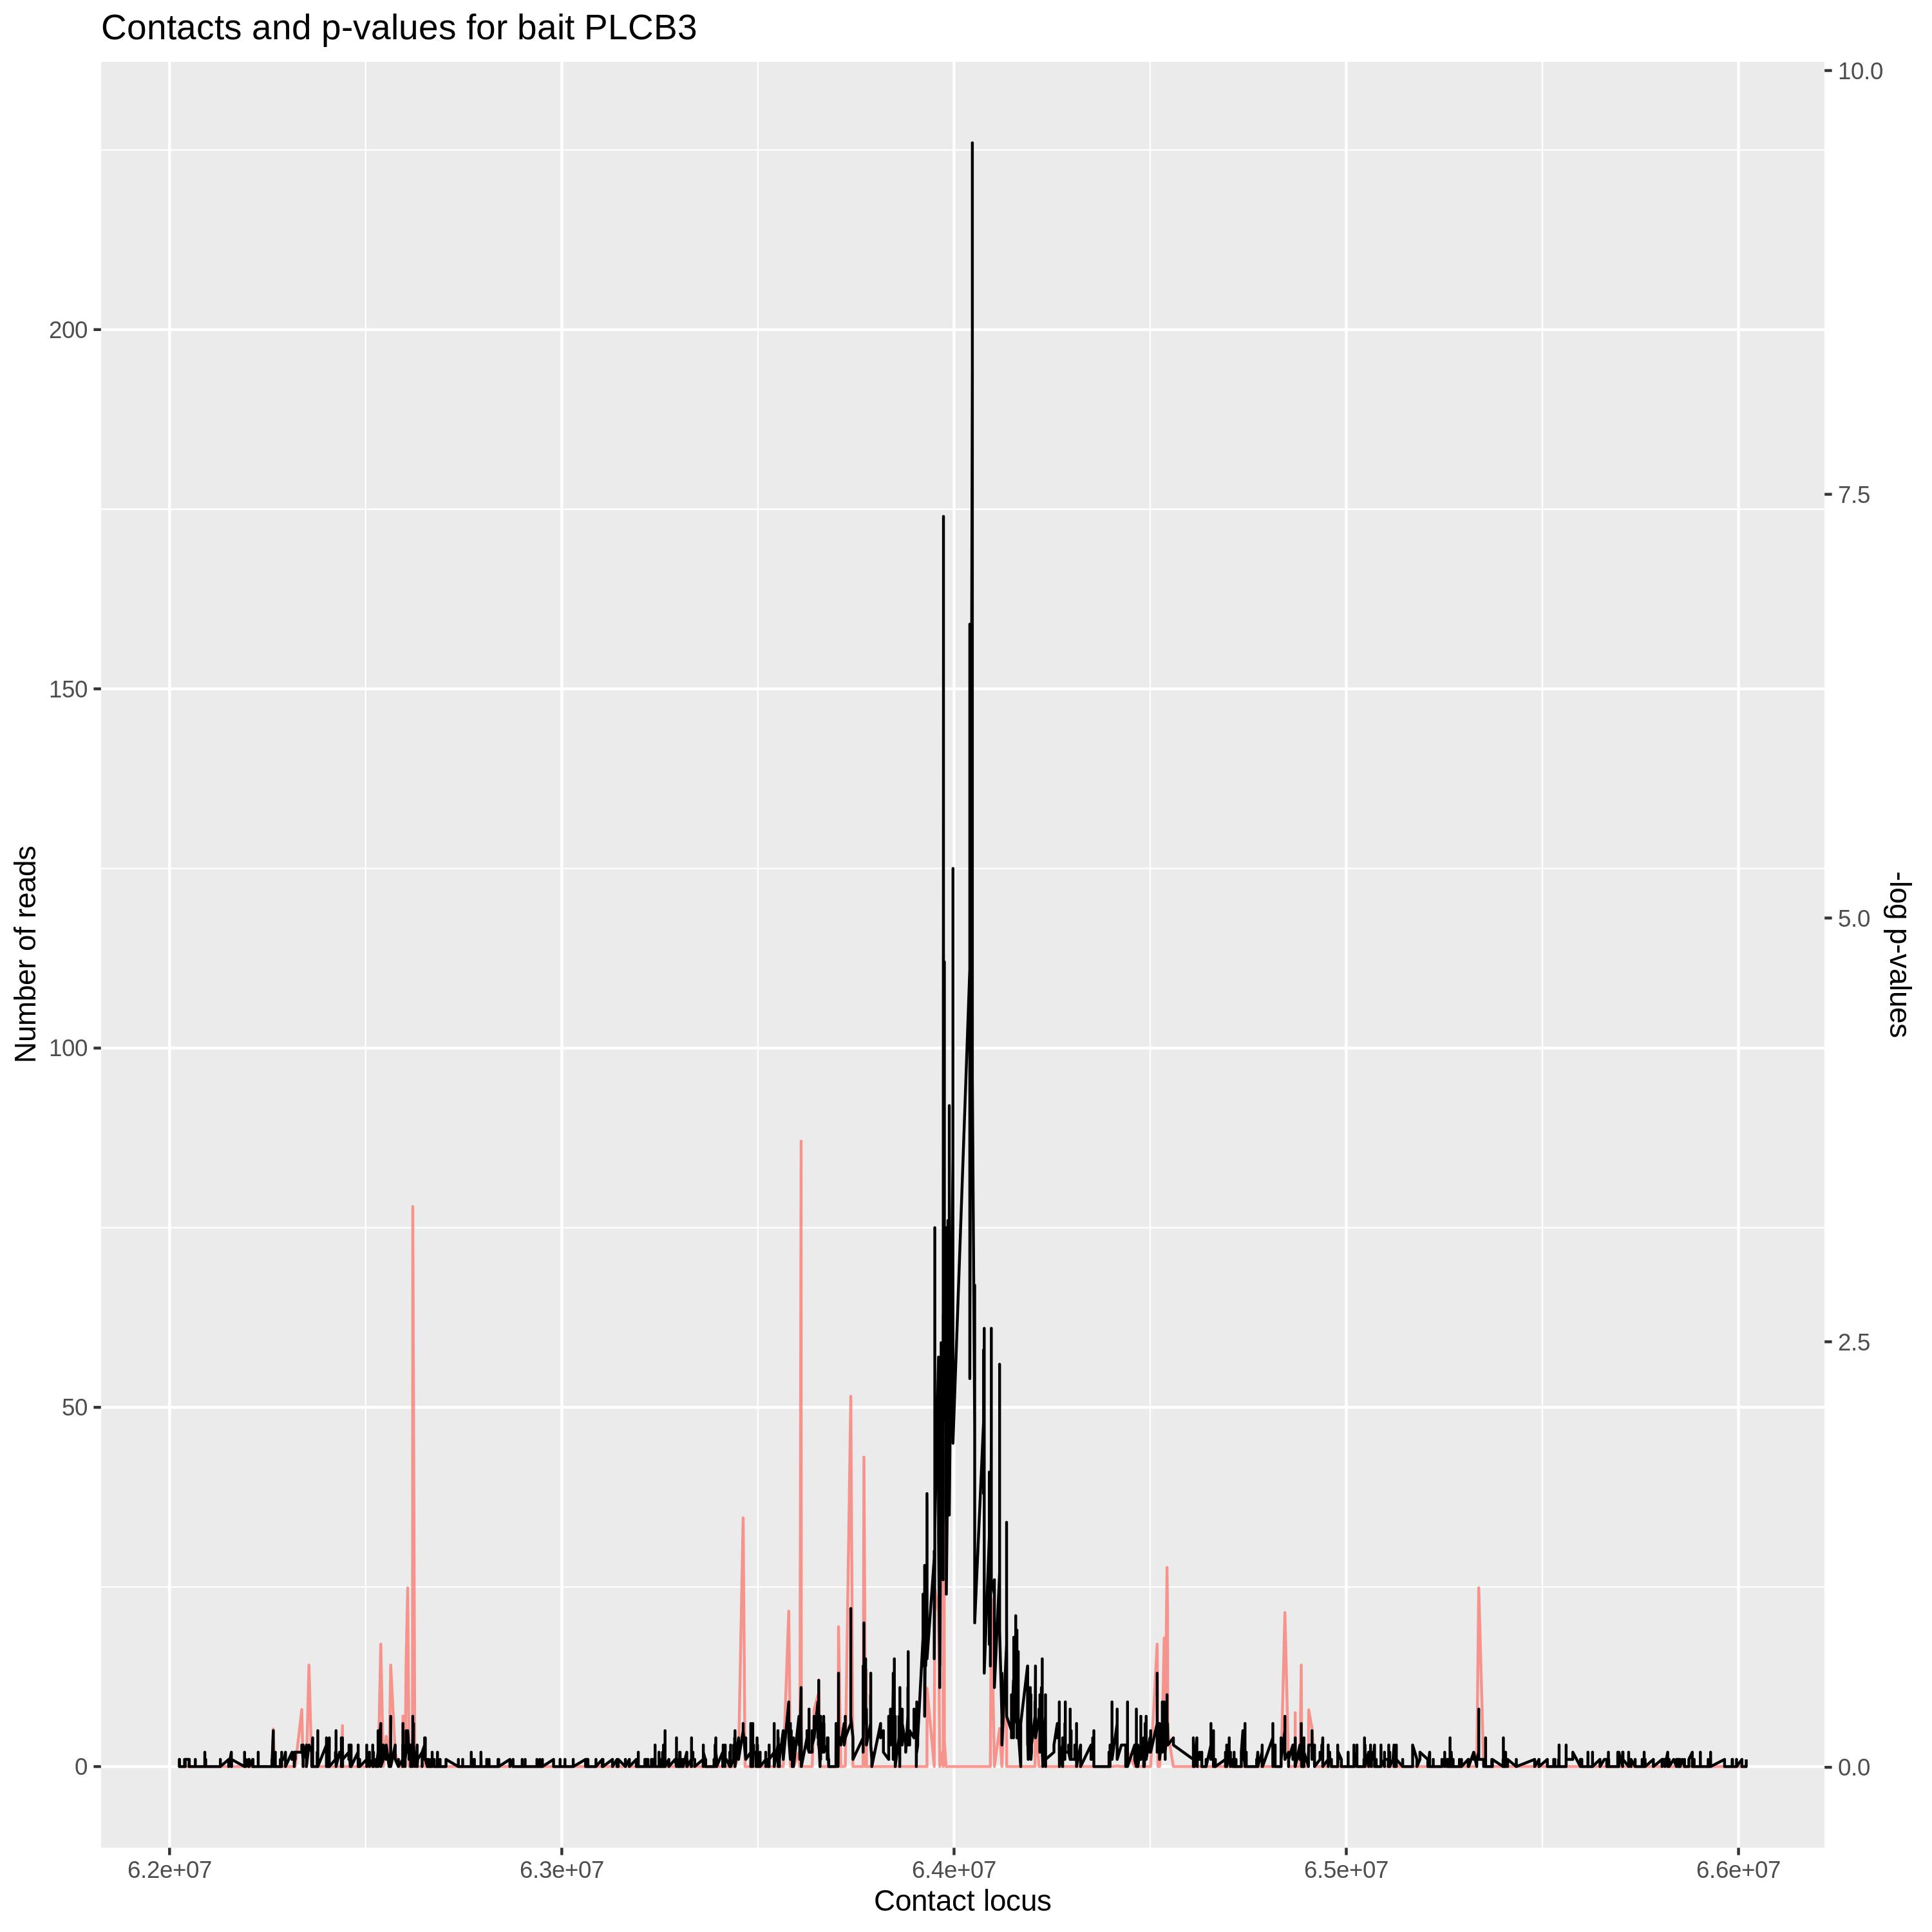 Contacts and p-values for bait PLCB3
10.0
200
7.5
150
Number of reads
5.0
-log p-values
100
2.5
50
0
0.0
6.2e+07 6.3e+07 6.4e+07 6.5e+07 6.6e+07
Contact locus